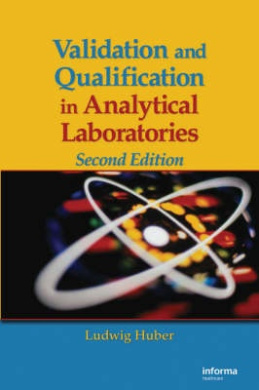 Validation and
Qualification
in Analytical
Laboratories
Second Edition
Ludwig Huber
informa
healthcare